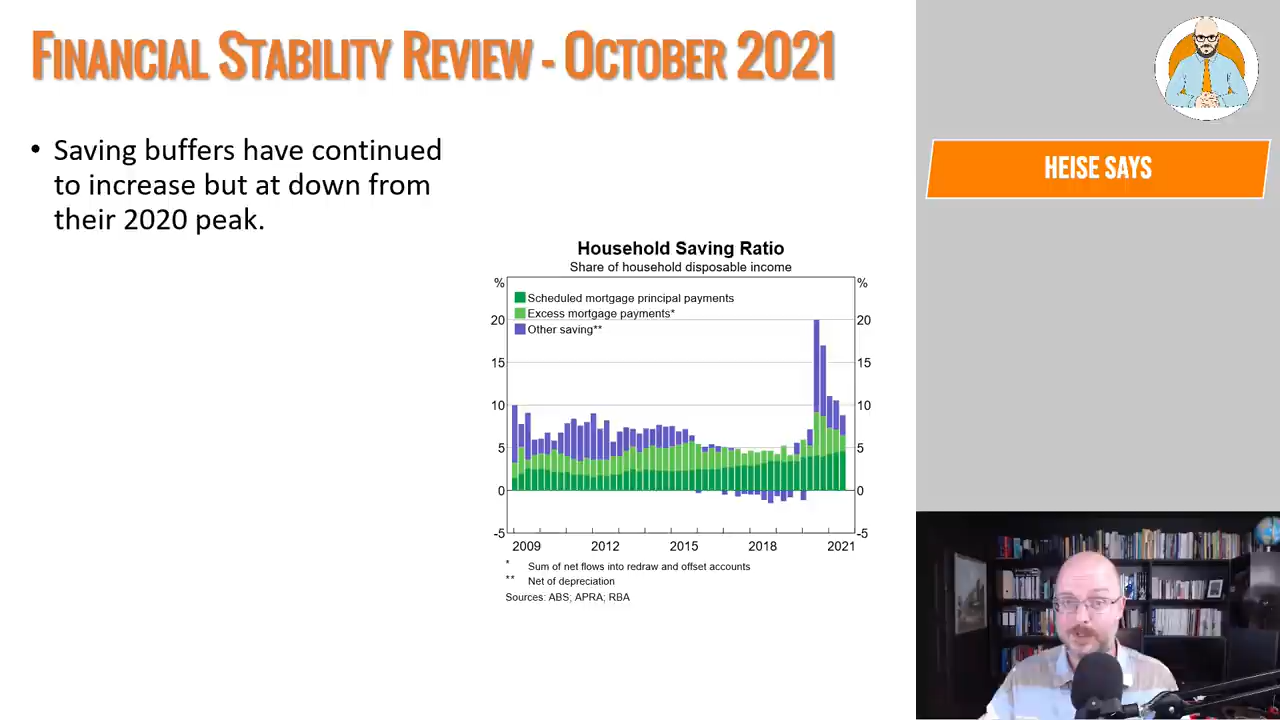 FINANCIAL STABILITY REVIEW - OCTOBER 2021
• Saving buffers have continued
to increase but at down from
their 2020 peak.
HEISE SAYS
Household Saving Ratio
Share of household disposable income
% %
Scheduled mortgage principal payments
Excess mortgage payments*
Other saving**
20 20
15 15
10 10
5 5
0 0
-5 -5
2009 2012 2015 2018 2021
* Sum of net flows into redraw and offset accounts
** Net of depreciation
Sources: ABS; APRA; RBA